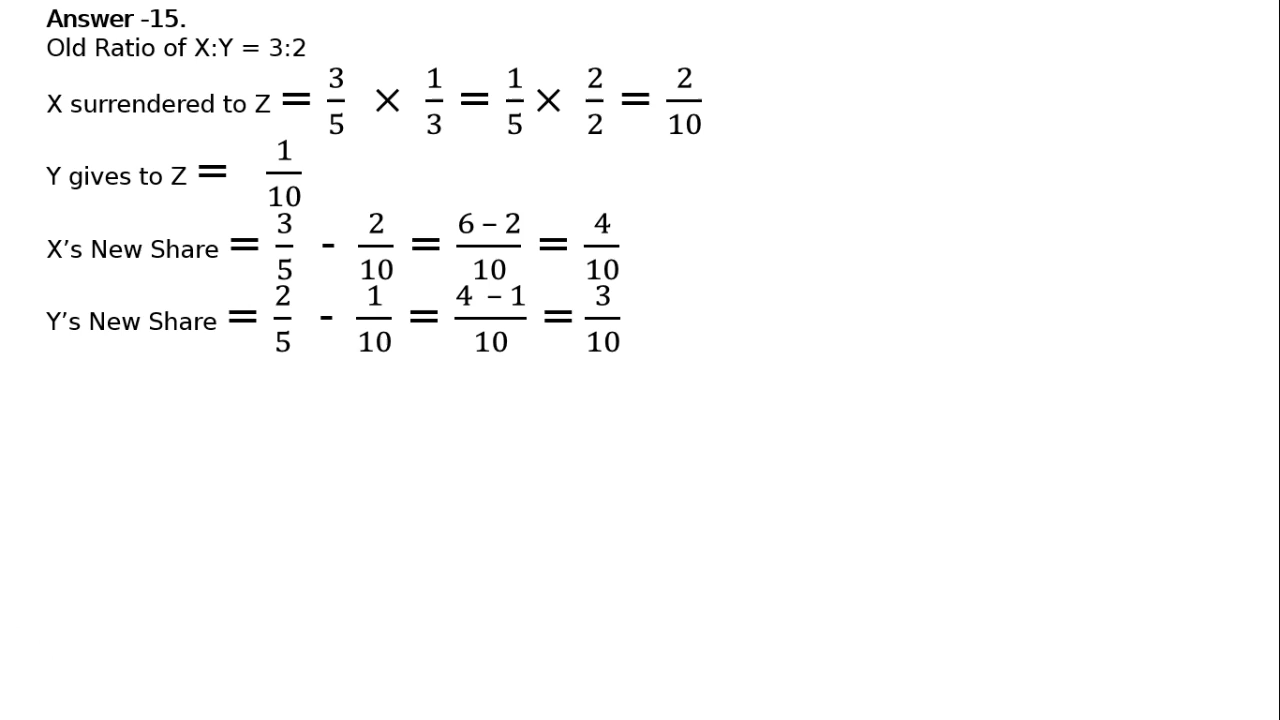 Answer -15.
Old Ratio of X:Y = 3:2
X surrendered to Z = 3/5 × 1/3 = 1/5 × 2/2 = 2/10
Y gives to Z = 1/10
X’s New Share = 3/5 - 2/10 = (6 – 2)/10 = 4/10
Y’s New Share = 2/5 - 1/10 = (4 – 1)/10 = 3/10